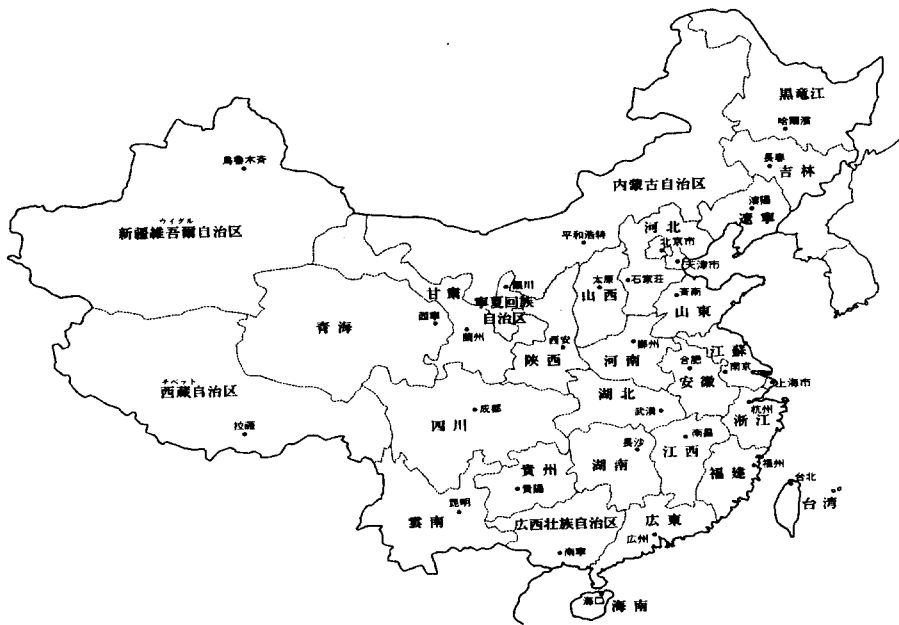 黒竜江
哈爾濱
長春
吉林
烏魯木斉
内蒙古自治区
瀋陽
遼寧
ウイグル
新疆維吾爾自治区
河北
平和浩特
北京市
天津市
太原
石家荘
銀川
甘粛
寧夏回族
自治区
山西
済南
山東
青海
西寧
蘭州
西安
陝西
鄭州
河南
江蘇
合肥
南京
安徽
上海市
チベット
西蔵自治区
拉薩
四川
成都
湖北
武漢
杭州
浙江
長沙
湖南
南昌
江西
貴州
貴陽
福建
福州
台北
台湾
昆明
雲南
広西壮族自治区
南寧
広東
広州
海口
海南